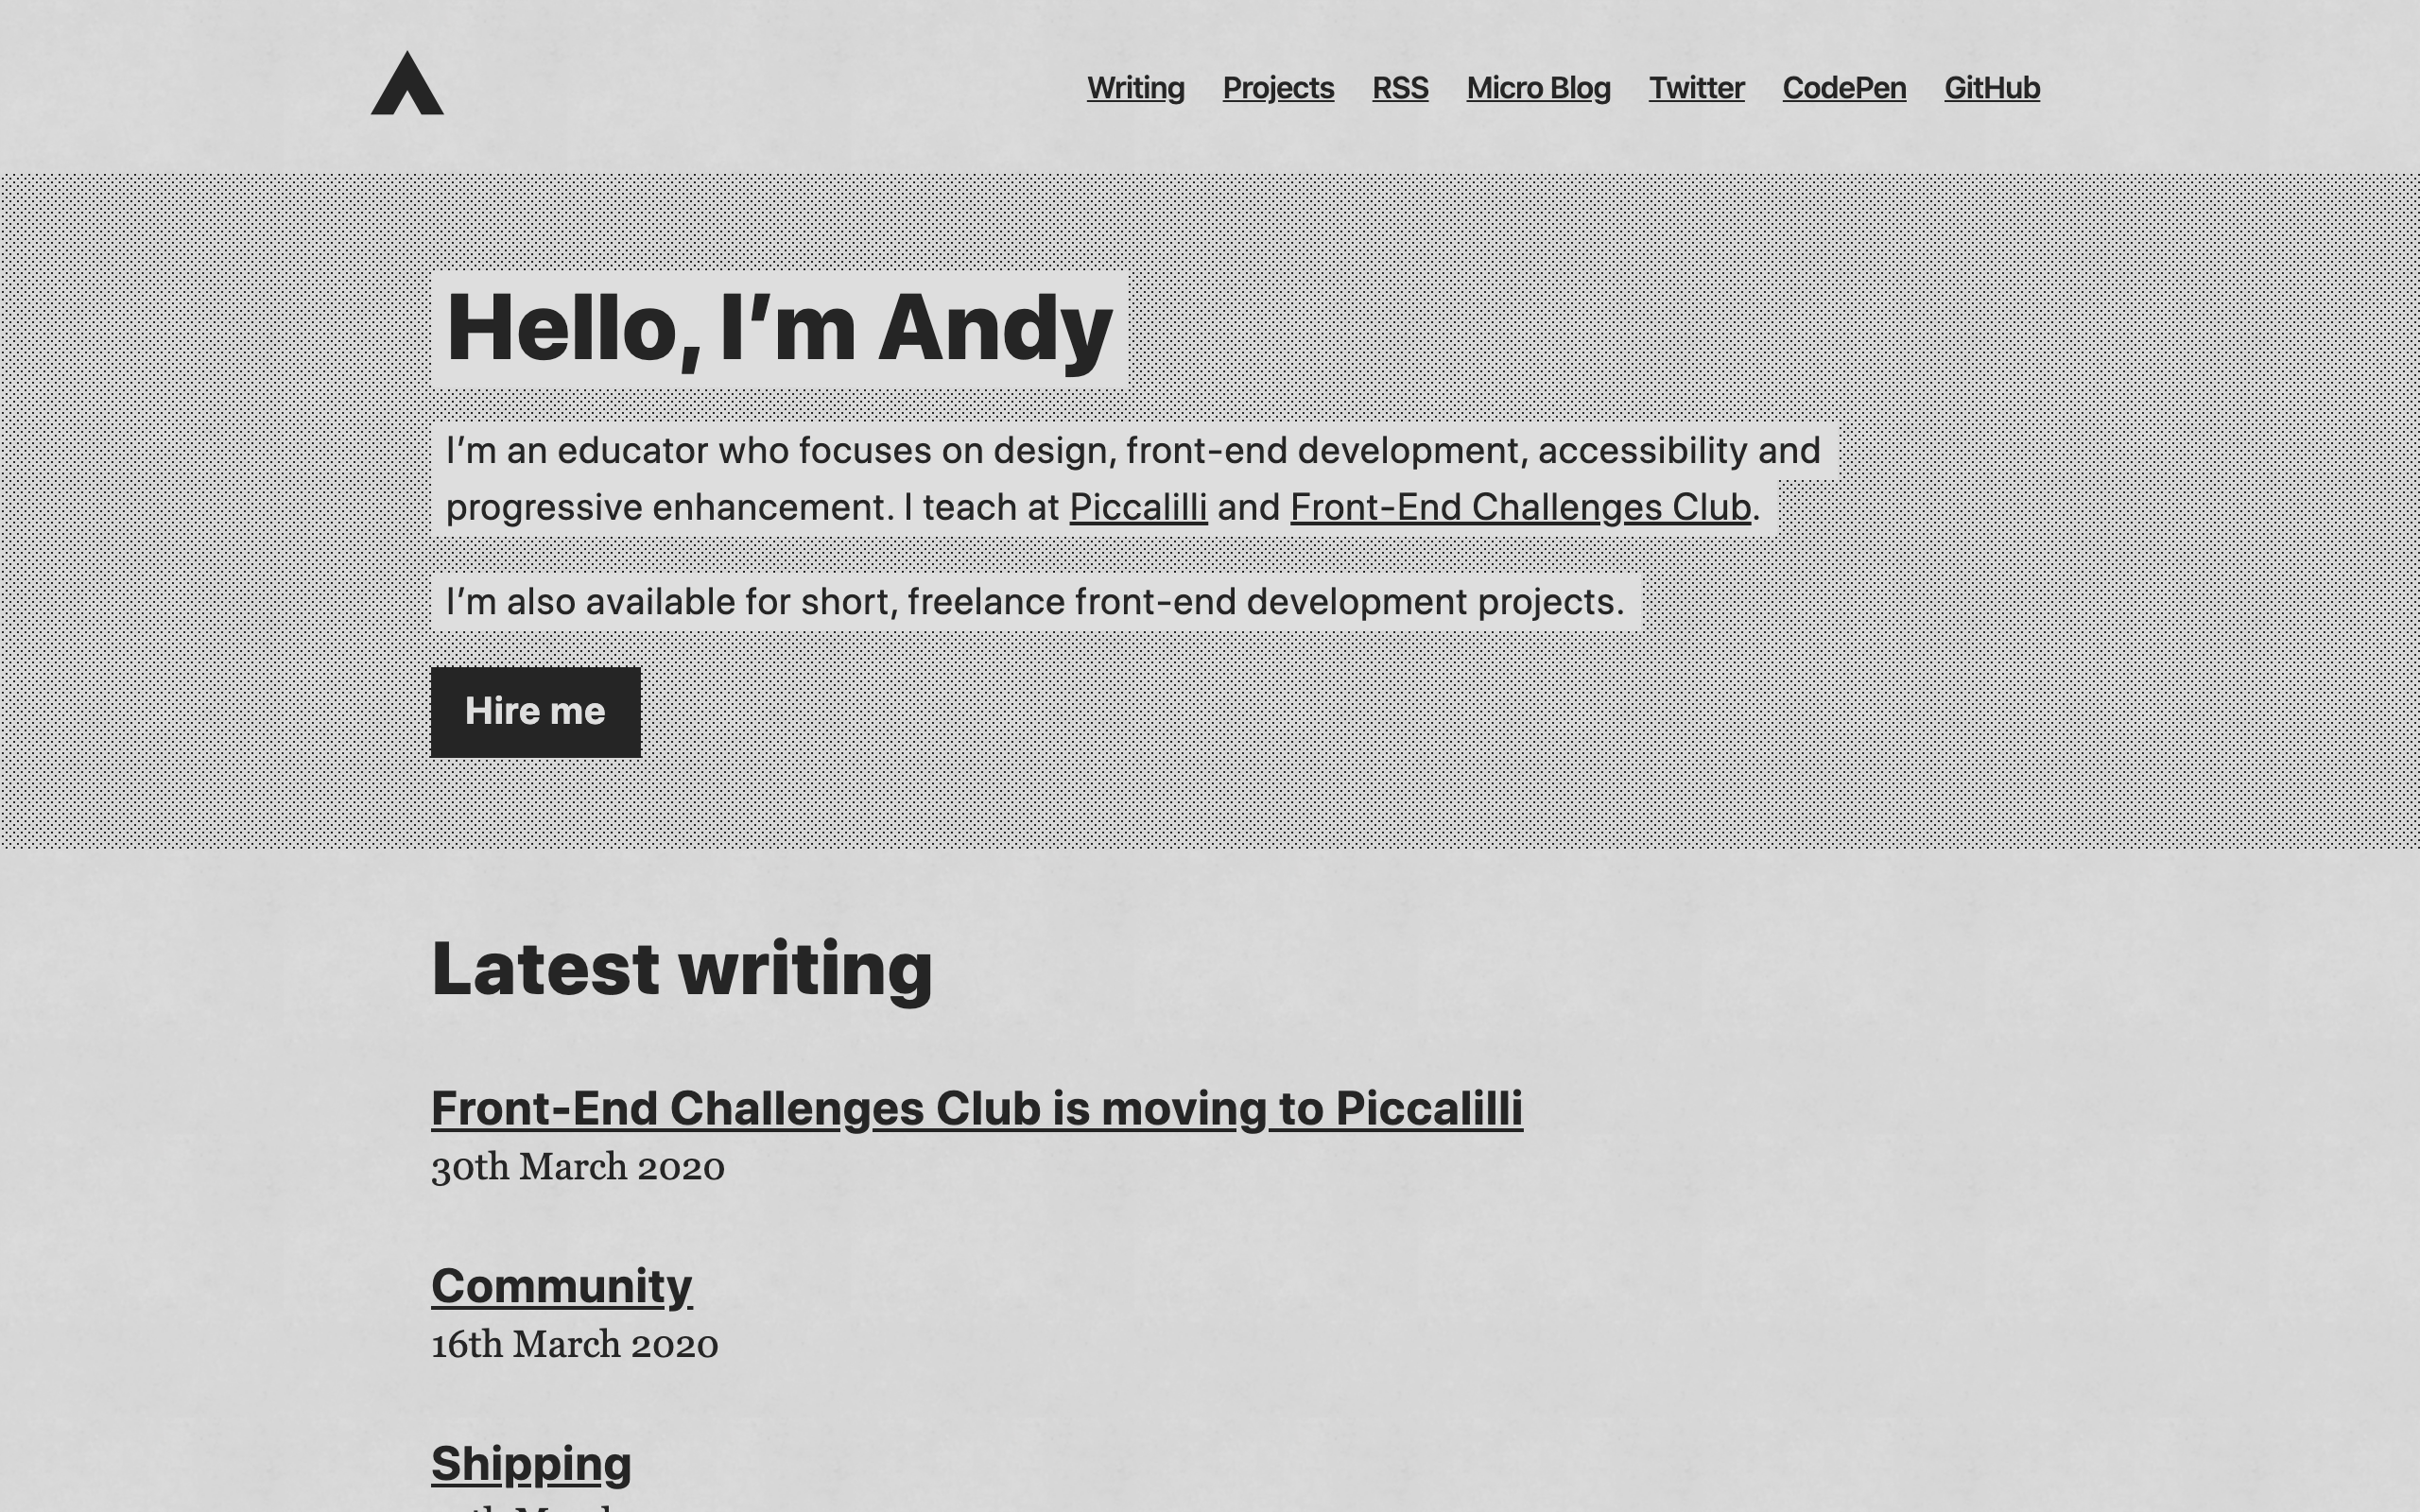 Writing Projects RSS Micro Blog Twitter CodePen GitHub
Hello, I’m Andy
I’m an educator who focuses on design, front-end development, accessibility and
progressive enhancement. I teach at Piccalilli and Front-End Challenges Club.
I’m also available for short, freelance front-end development projects.
Hire me
Latest writing
Front-End Challenges Club is moving to Piccalilli
30th March 2020
Community
16th March 2020
Shipping